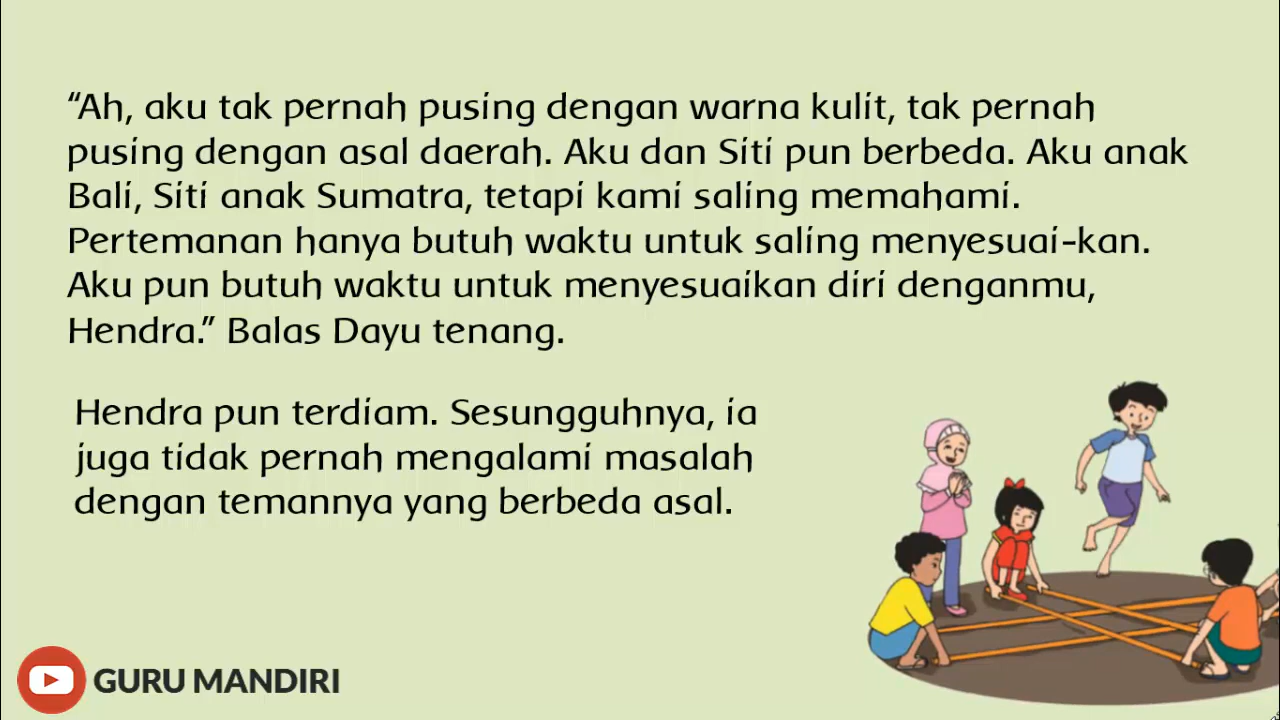 “Ah, aku tak pernah pusing dengan warna kulit, tak pernah
pusing dengan asal daerah. Aku dan Siti pun berbeda. Aku anak
Bali, Siti anak Sumatra, tetapi kami saling memahami.
Pertemanan hanya butuh waktu untuk saling menyesuai-kan.
Aku pun butuh waktu untuk menyesuaikan diri denganmu,
Hendra.” Balas Dayu tenang.
Hendra pun terdiam. Sesungguhnya, ia
juga tidak pernah mengalami masalah
dengan temannya yang berbeda asal.
GURU MANDIRI